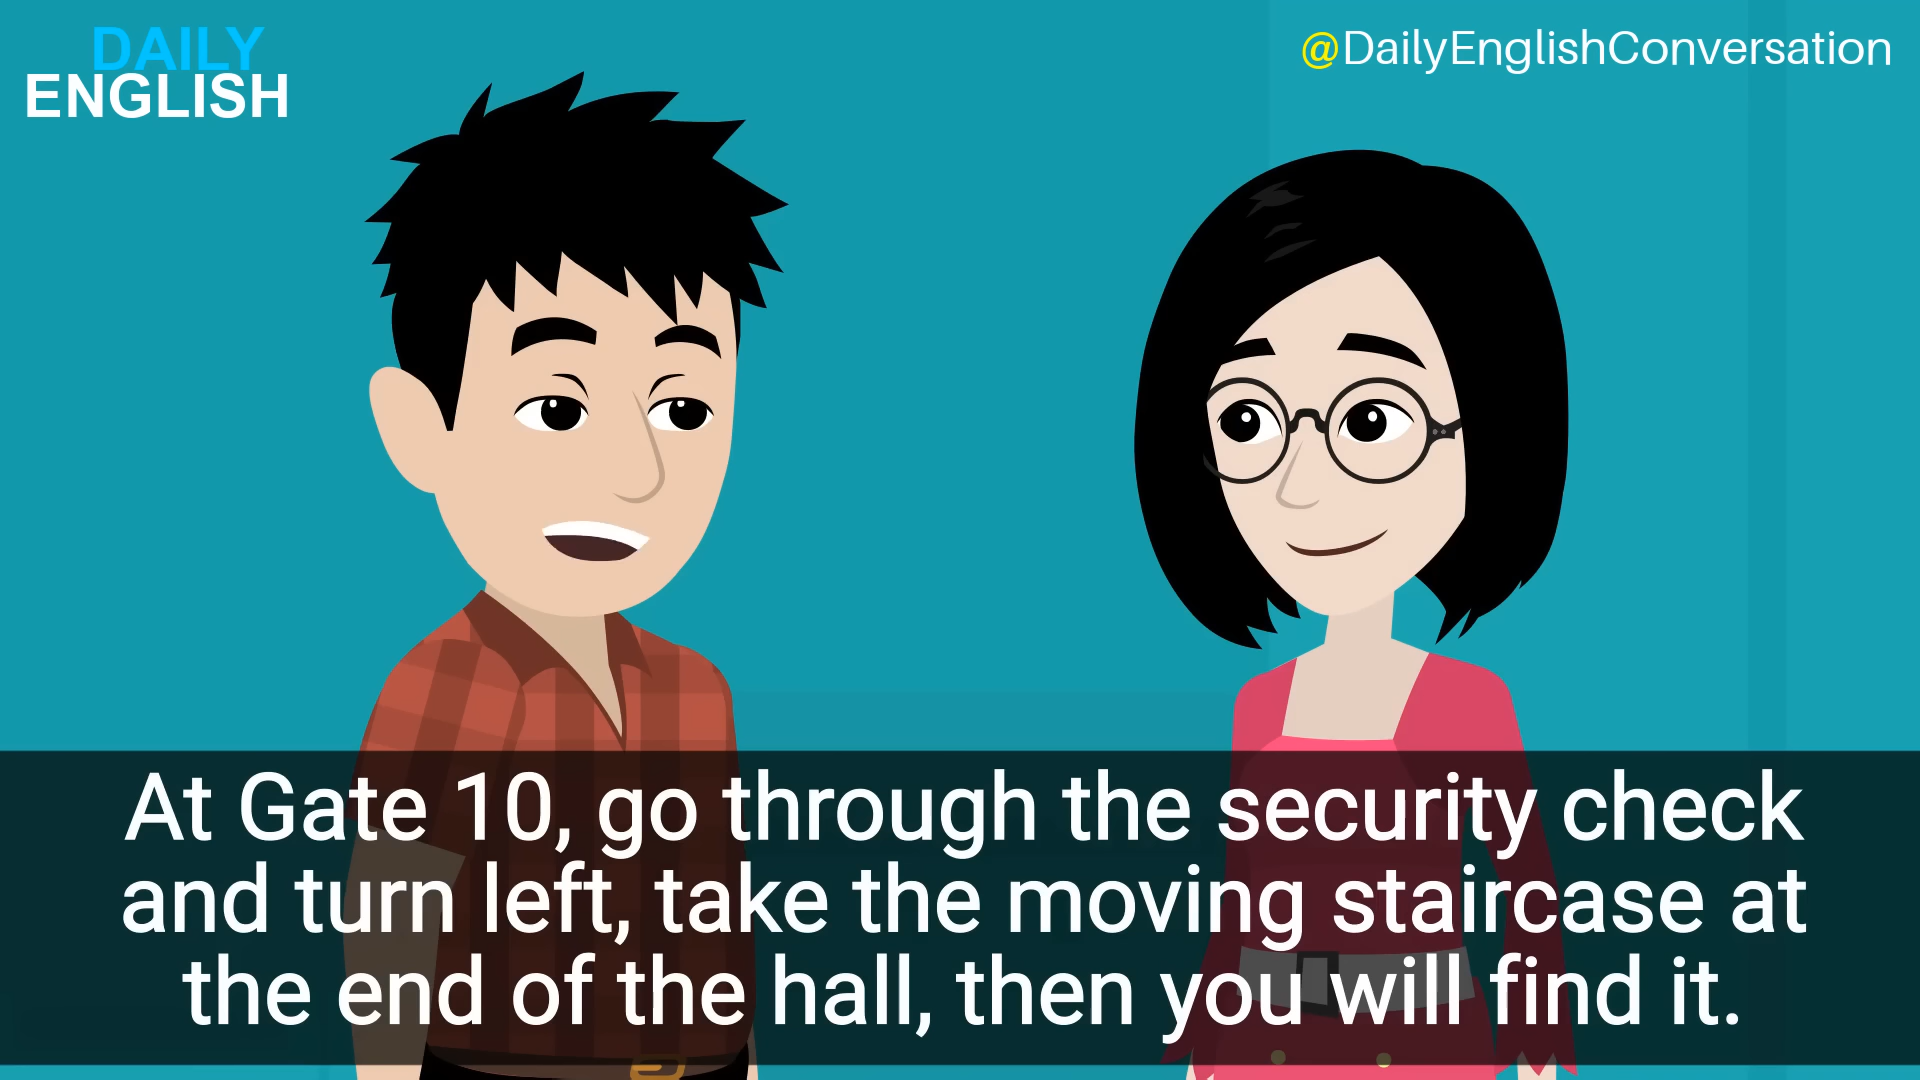 DAILY
ENGLISH
@DailyEnglishConversation
At Gate 10, go through the security check
and turn left, take the moving staircase at
the end of the hall, then you will find it.